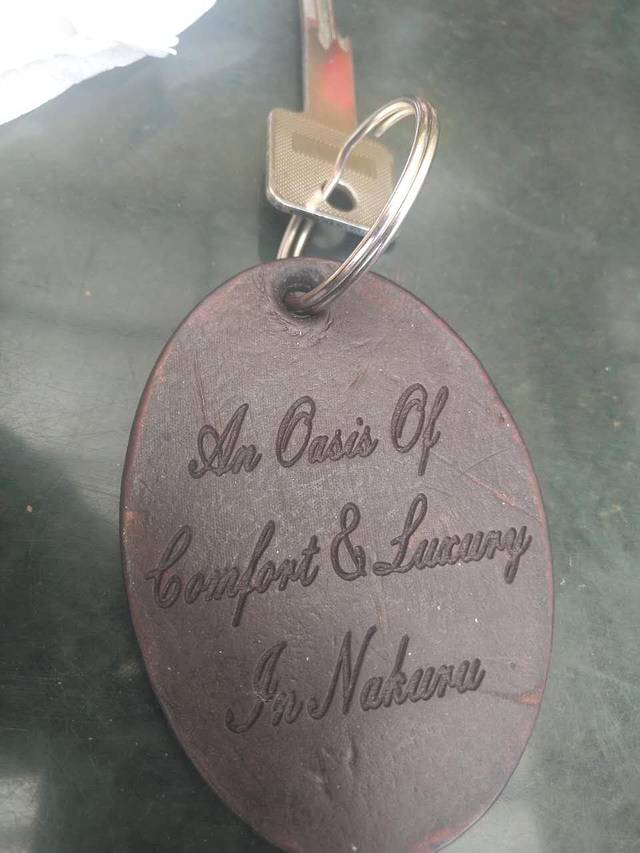 An Oasis Of
Comfort & Luxury
In Nakuru